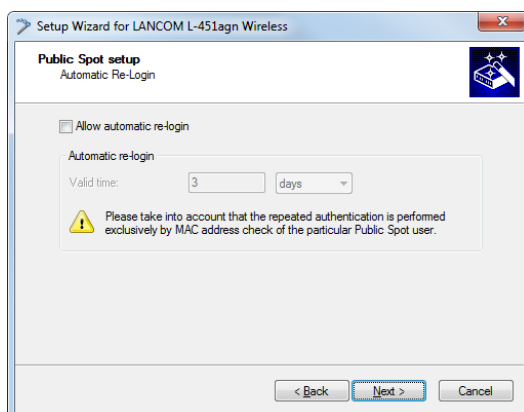 Setup Wizard for LANCOM L-451agn Wireless
Public Spot setup
Automatic Re-Login
Allow automatic re-login
Automatic re-login
Valid time:
3
days
Please take into account that the repeated authentication is performed
exclusively by MAC address check of the particular Public Spot user.
< Back
Next >
Cancel